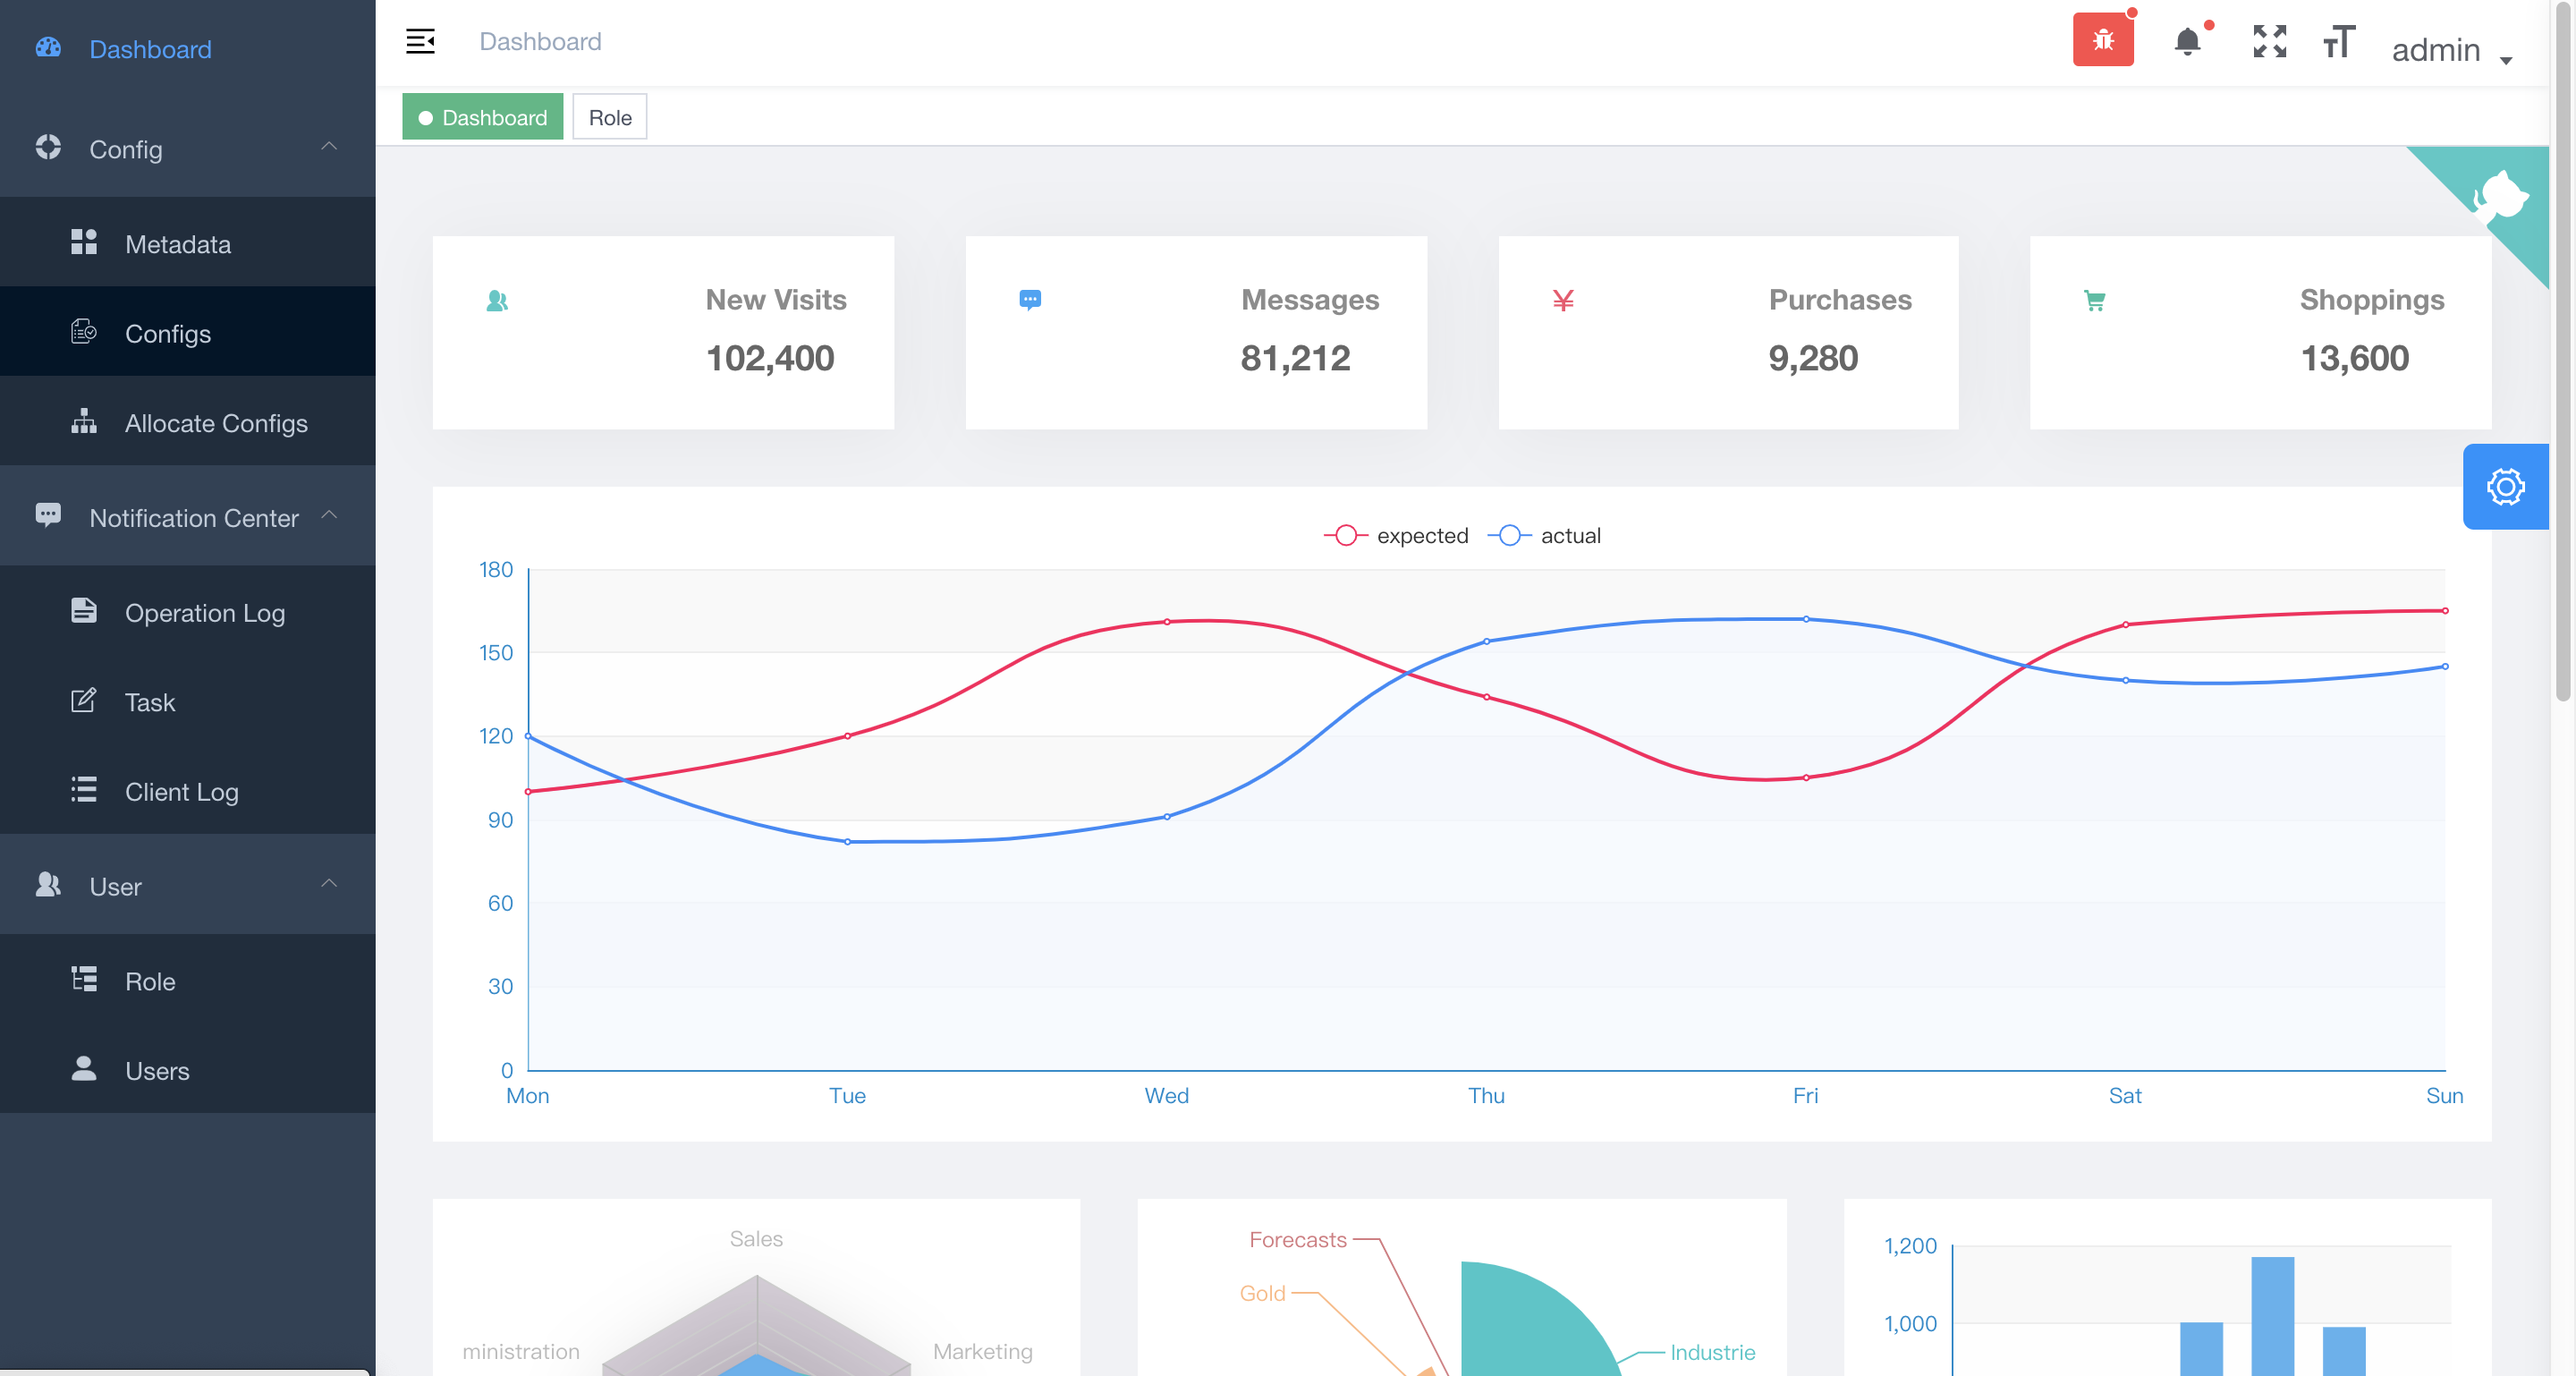 Dashboard
Config
Metadata
Configs
Allocate Configs
Notification Center
Operation Log
Task
Client Log
User
Role
Users
Dashboard
admin
Dashboard
Role
New Visits
102,400
Messages
81,212
Purchases
9,280
Shoppings
13,600
expected
actual
180
150
120
90
60
30
0
Mon
Tue
Wed
Thu
Fri
Sat
Sun
Sales
ministration
Marketing
Forecasts
Gold
Industrie
1,200
1,000